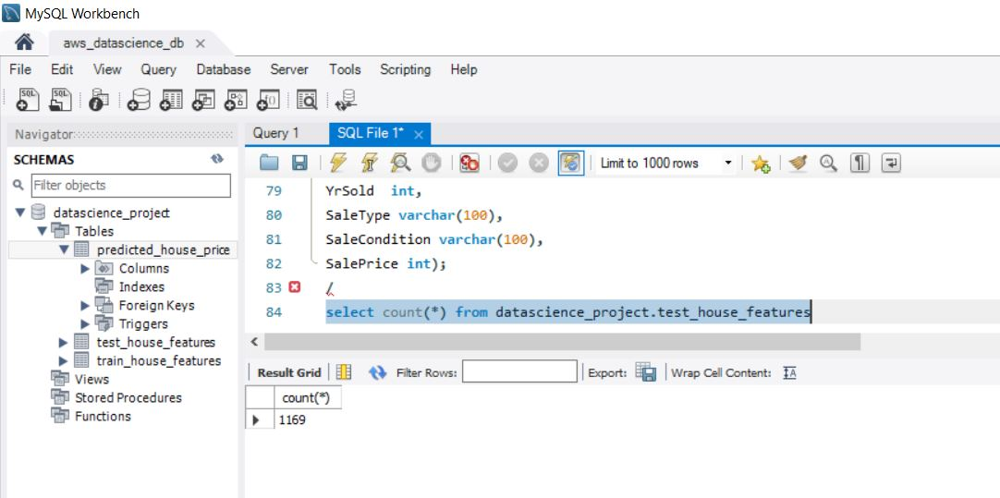 MySQL Workbench
aws_datascience_db
File Edit View Query Database Server Tools Scripting Help
Navigator
SCHEMAS
Filter objects
datascience_project
Tables
predicted_house_price
Columns
Indexes
Foreign Keys
Triggers
test_house_features
train_house_features
Views
Stored Procedures
Functions
Query 1 SQL File 1*
Limit to 1000 rows
79 YrSold int,
80 SaleType varchar(100),
81 SaleCondition varchar(100),
82 SalePrice int);
83 /
84 select count(*) from datascience_project.test_house_features
Result Grid Filter Rows: Export: Wrap Cell Content:
count(*)
1169